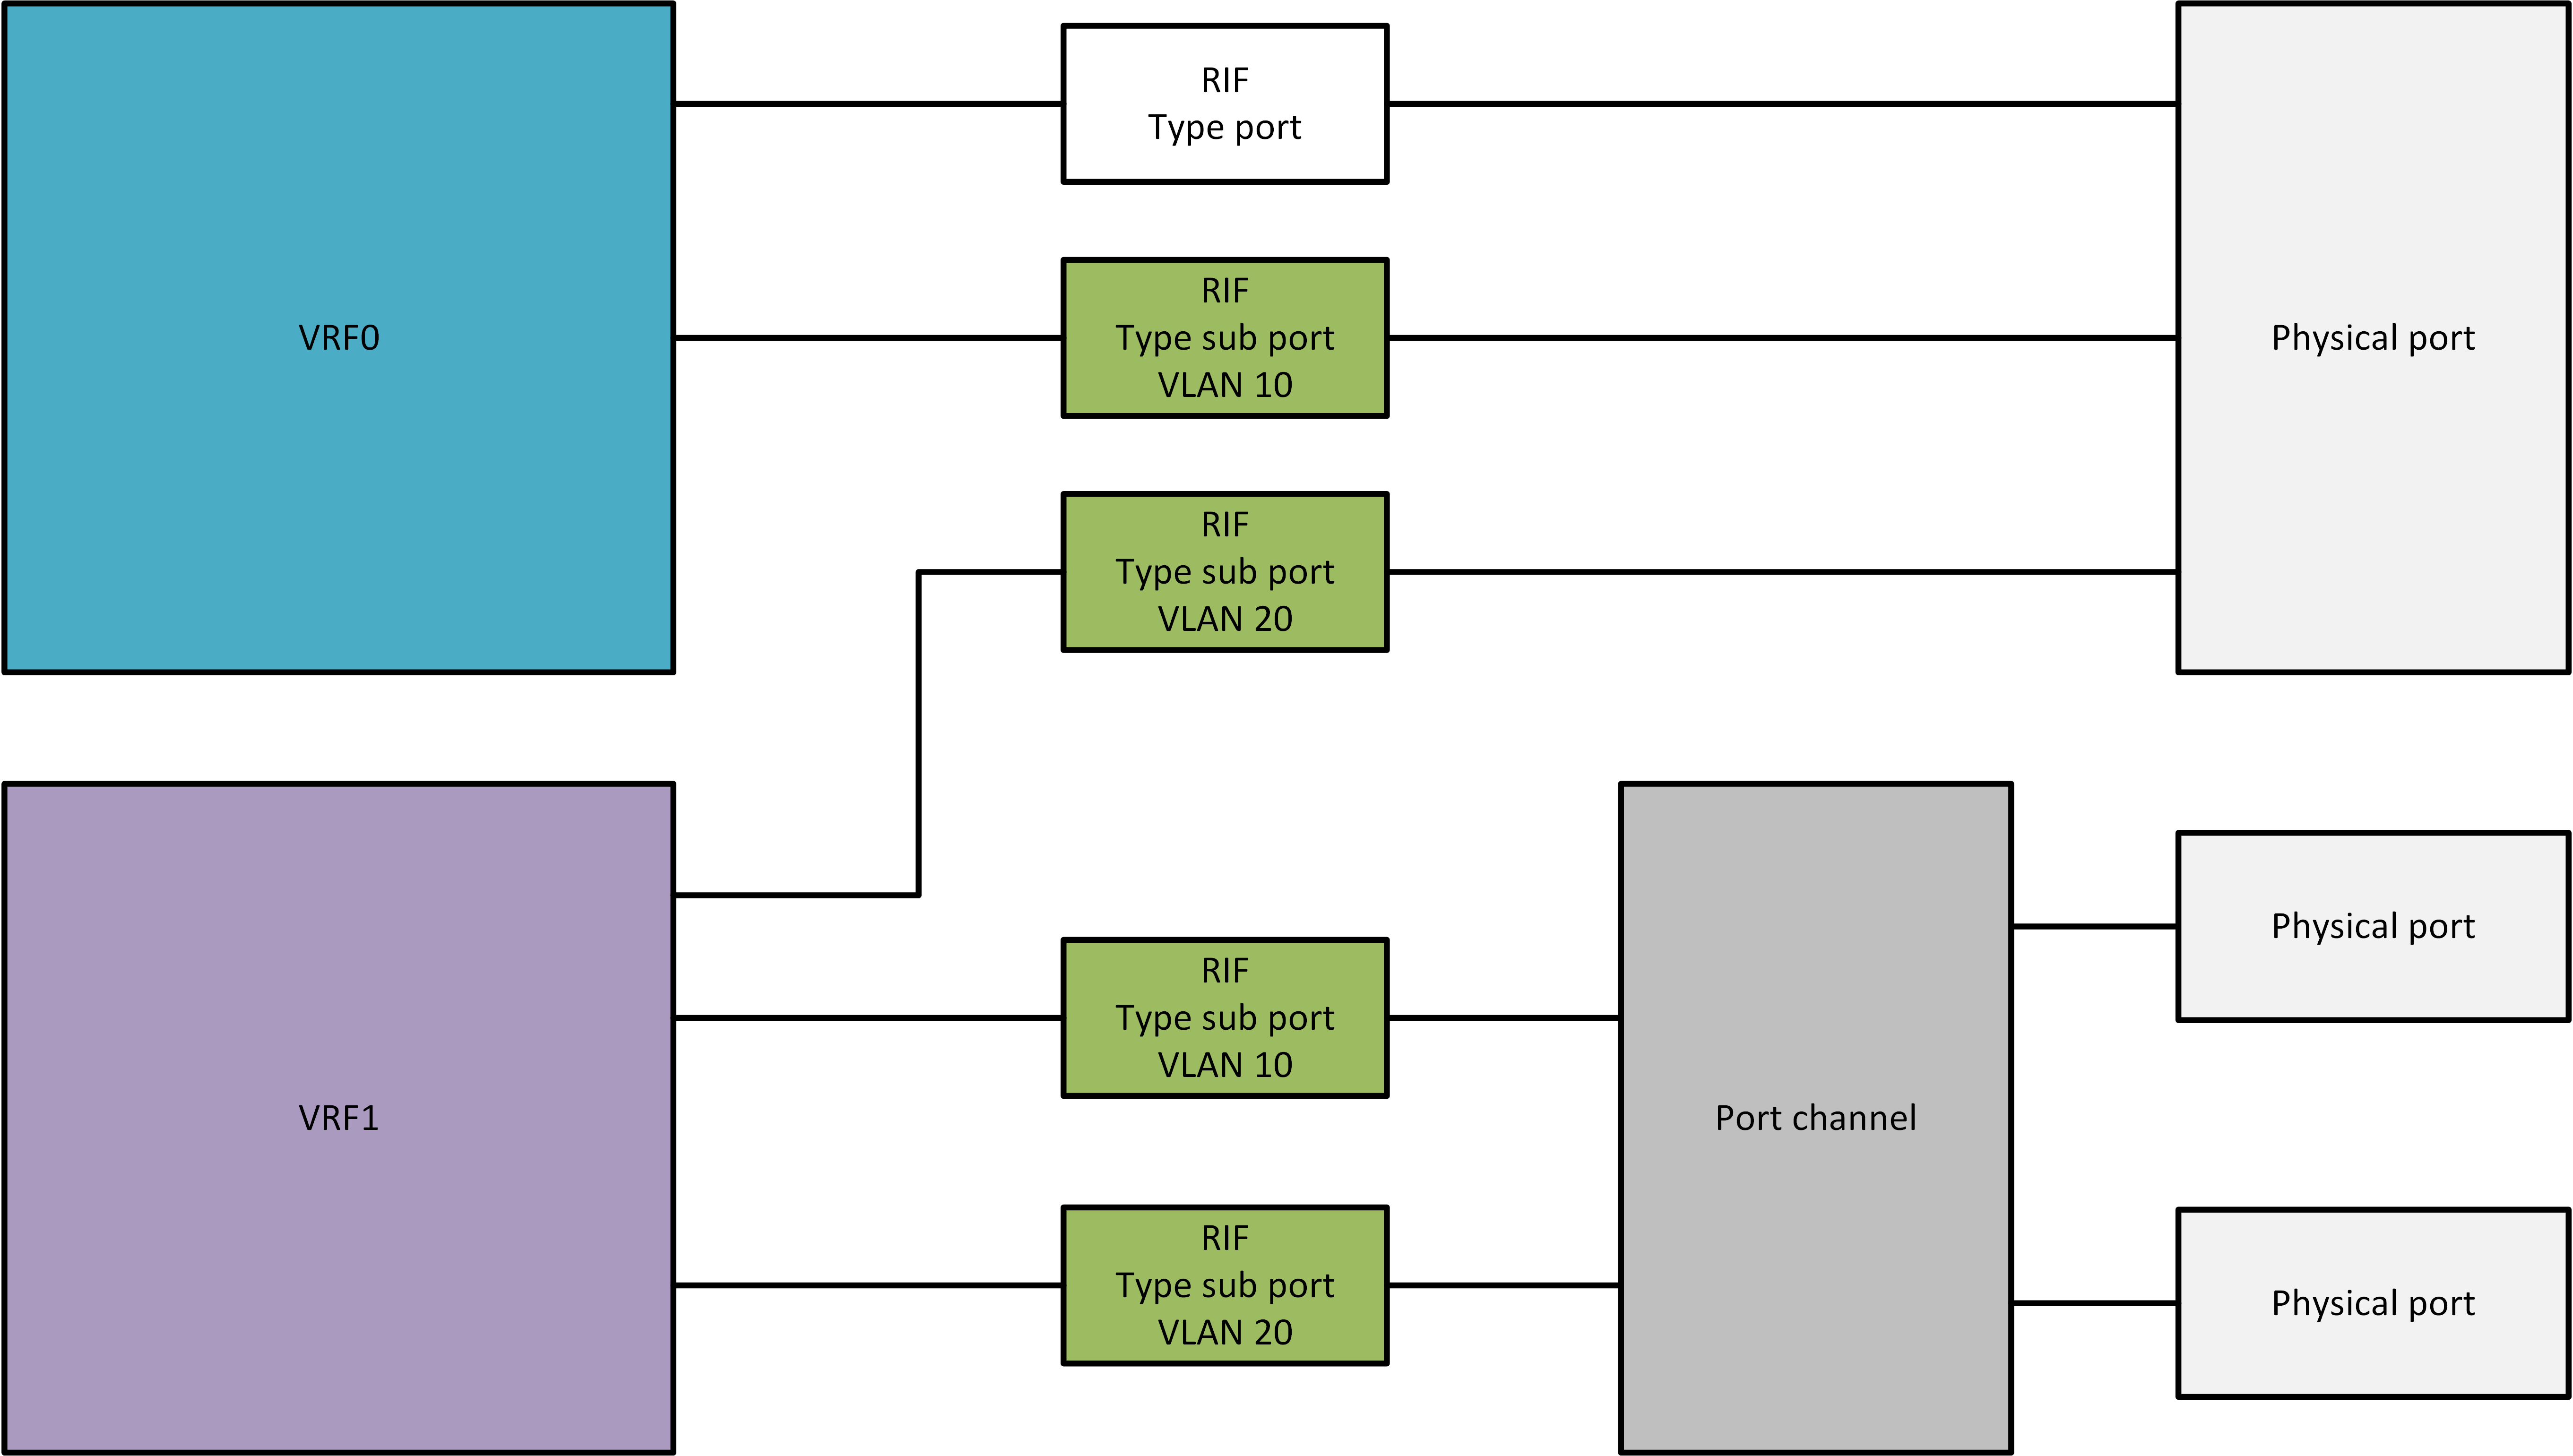 VRF0
RIF
Type port
RIF
Type sub port
VLAN 10
RIF
Type sub port
VLAN 20
Physical port
VRF1
RIF
Type sub port
VLAN 10
RIF
Type sub port
VLAN 20
Port channel
Physical port
Physical port